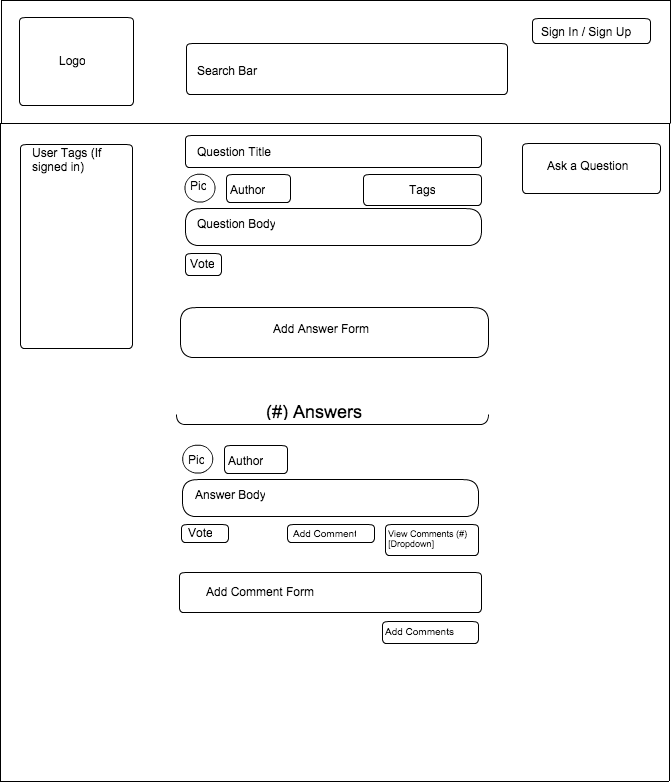 Sign In / Sign Up
Logo
Search Bar
User Tags (If
signed in)
Question Title
Ask a Question
Pic
Author
Tags
Question Body
Vote
Add Answer Form
(#) Answers
Pic
Author
Answer Body
Vote
Add Comment
View Comments (#)
[Dropdown]
Add Comment Form
Add Comments